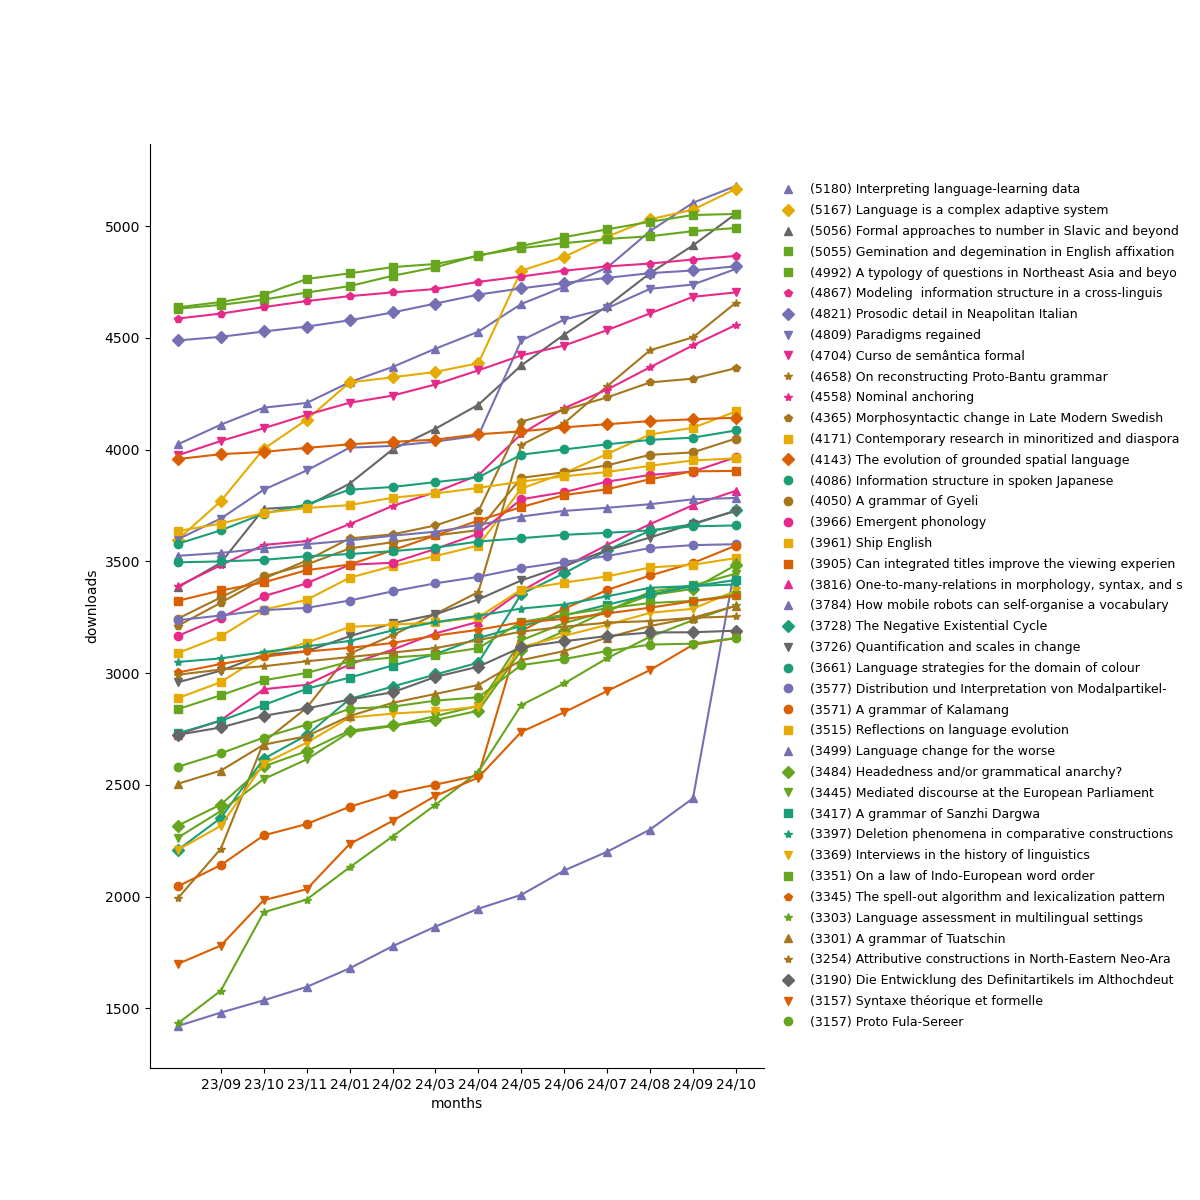 5000
4500
4000
3500
3000
2500
2000
1500
downloads
23/09 23/10 23/11 24/01 24/02 24/03 24/04 24/05 24/06 24/07 24/08 24/09 24/10
months
(5180) Interpreting language-learning data
(5167) Language is a complex adaptive system
(5056) Formal approaches to number in Slavic and beyond
(5055) Gemination and degemination in English affixation
(4992) A typology of questions in Northeast Asia and beyo
(4867) Modeling  information structure in a cross-linguis
(4821) Prosodic detail in Neapolitan Italian
(4809) Paradigms regained
(4704) Curso de semântica formal
(4658) On reconstructing Proto-Bantu grammar
(4558) Nominal anchoring
(4365) Morphosyntactic change in Late Modern Swedish
(4171) Contemporary research in minoritized and diaspora
(4143) The evolution of grounded spatial language
(4086) Information structure in spoken Japanese
(4050) A grammar of Gyeli
(3966) Emergent phonology
(3961) Ship English
(3905) Can integrated titles improve the viewing experien
(3816) One-to-many-relations in morphology, syntax, and s
(3784) How mobile robots can self-organise a vocabulary
(3728) The Negative Existential Cycle
(3726) Quantification and scales in change
(3661) Language strategies for the domain of colour
(3577) Distribution und Interpretation von Modalpartikel-
(3571) A grammar of Kalamang
(3515) Reflections on language evolution
(3499) Language change for the worse
(3484) Headedness and/or grammatical anarchy?
(3445) Mediated discourse at the European Parliament
(3417) A grammar of Sanzhi Dargwa
(3397) Deletion phenomena in comparative constructions
(3369) Interviews in the history of linguistics
(3351) On a law of Indo-European word order
(3345) The spell-out algorithm and lexicalization pattern
(3303) Language assessment in multilingual settings
(3301) A grammar of Tuatschin
(3254) Attributive constructions in North-Eastern Neo-Ara
(3190) Die Entwicklung des Definitartikels im Althochdeut
(3157) Syntaxe théorique et formelle
(3157) Proto Fula-Sereer